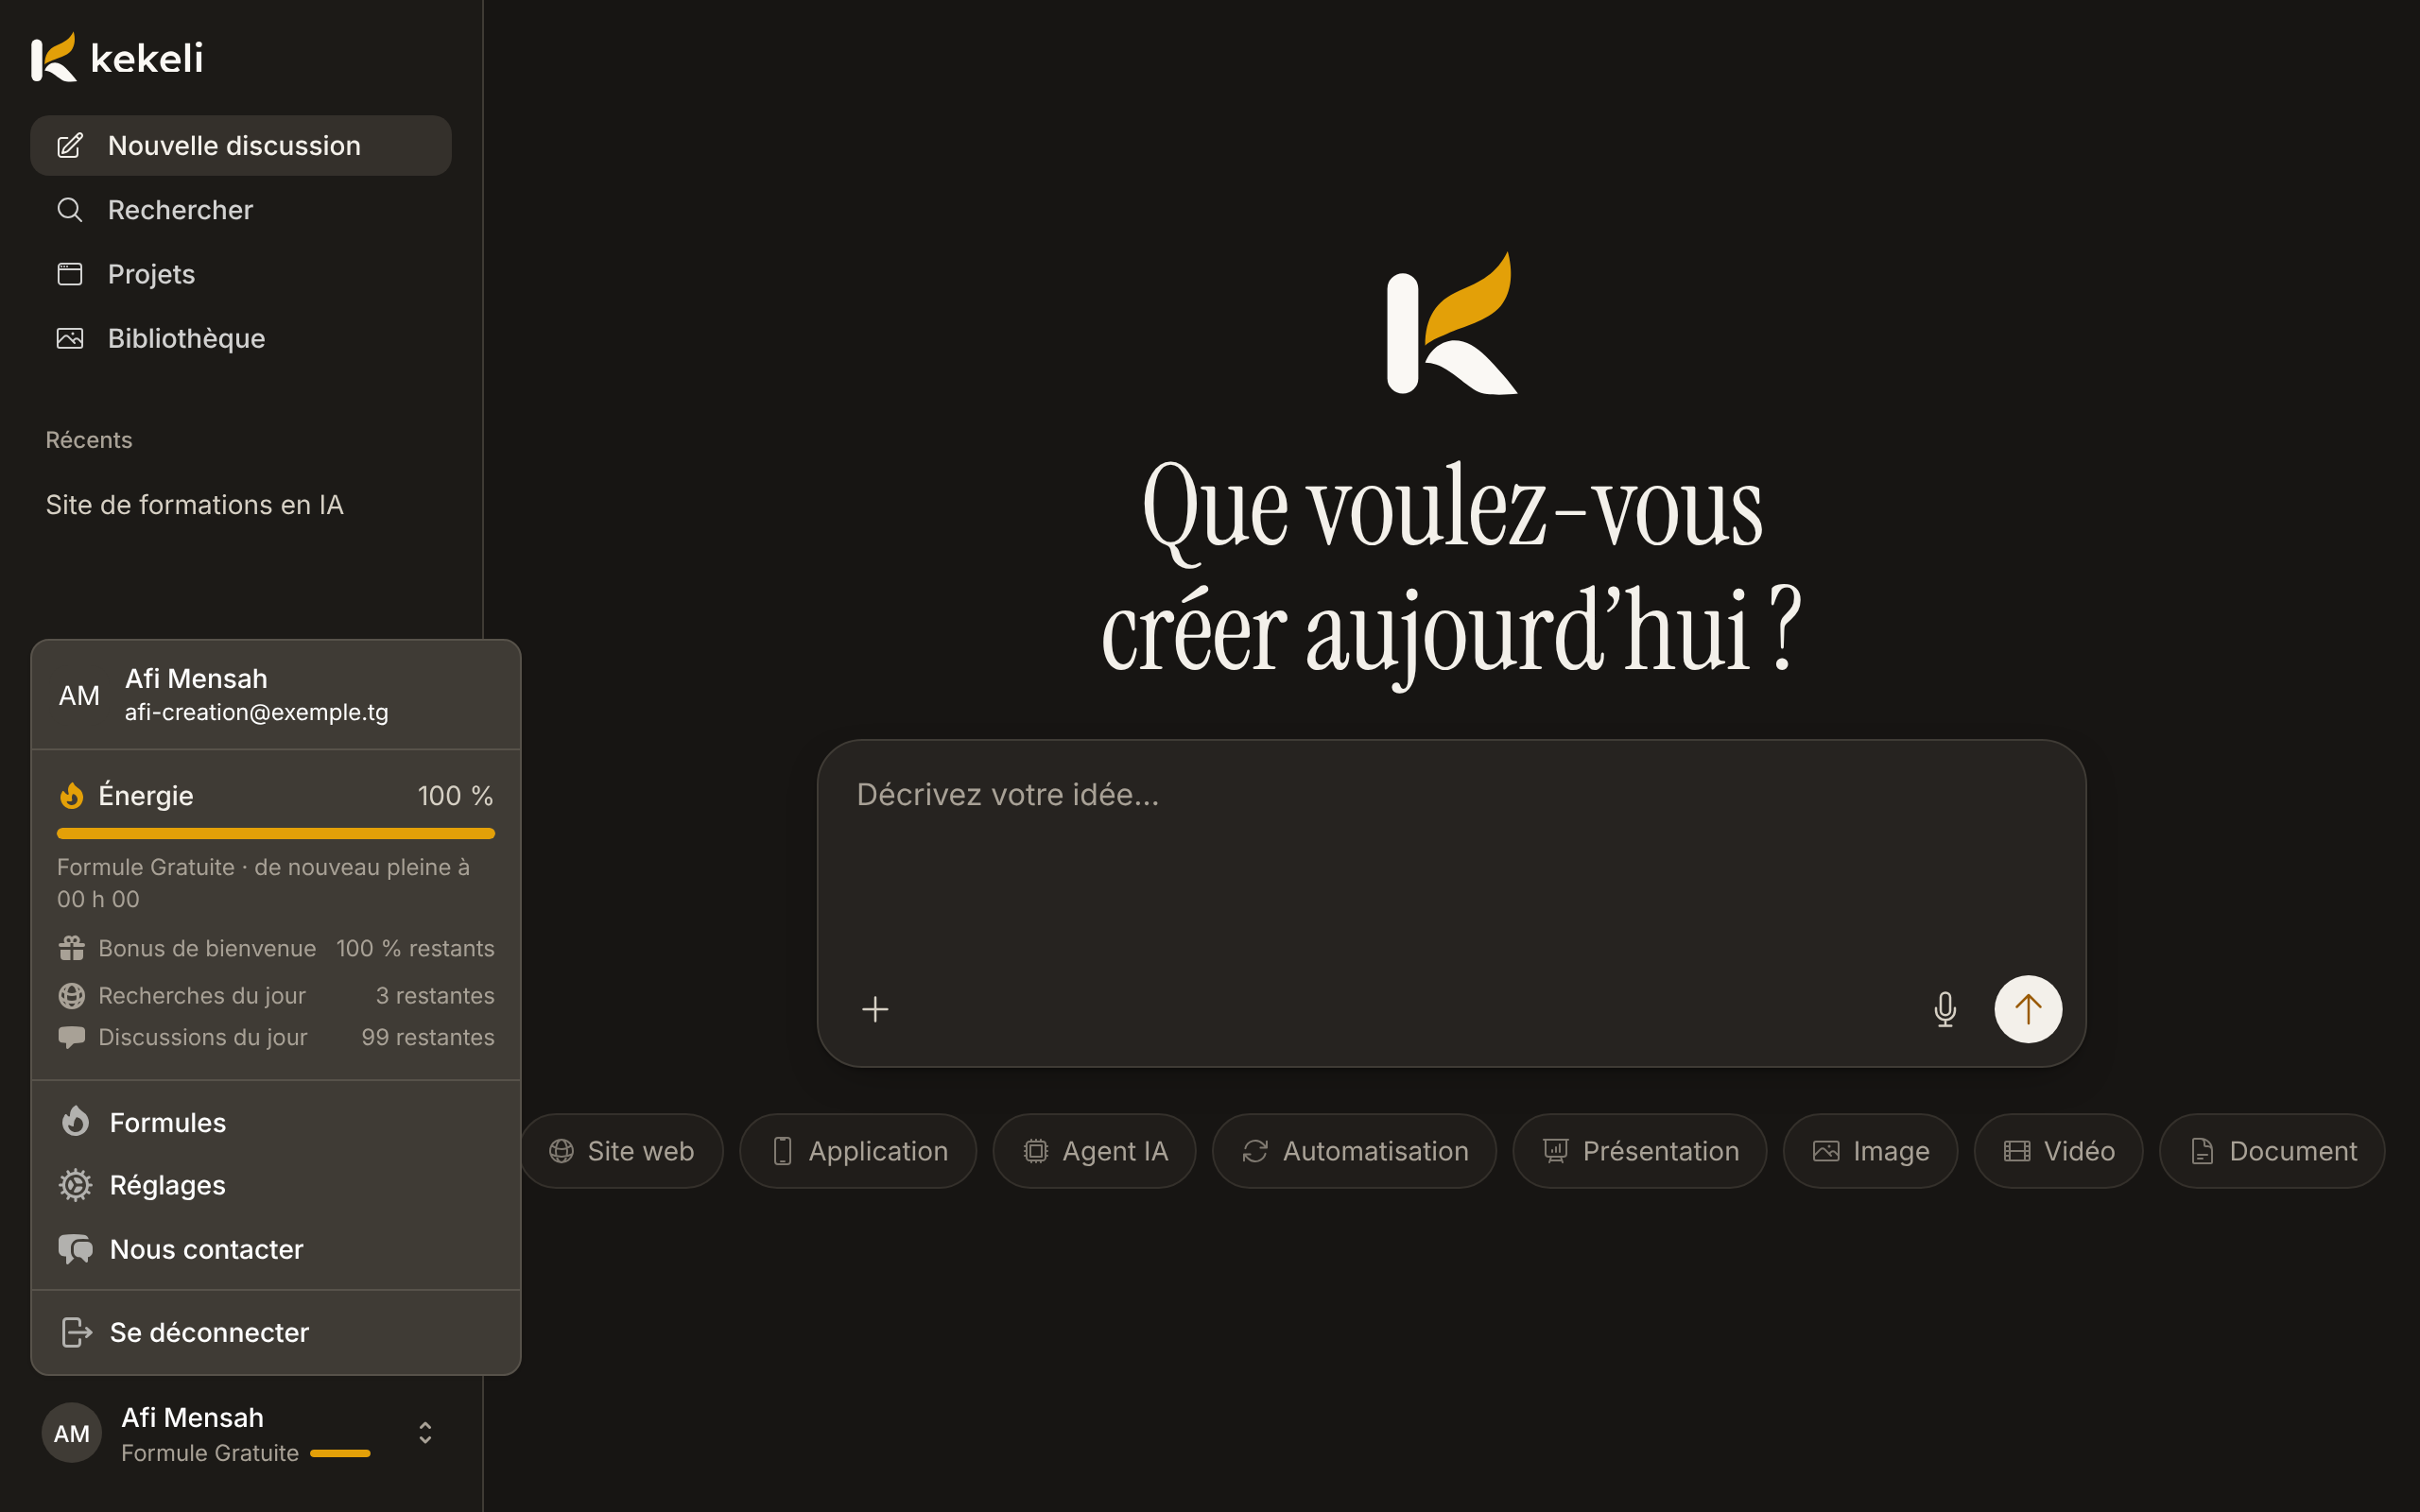 kekeli
Nouvelle discussion
Rechercher
Projets
Bibliothèque
Récents
Site de formations en IA
AM
Afi Mensah
afi-creation@exemple.tg
Énergie 100 %
Formule Gratuite · de nouveau pleine à
00 h 00
Bonus de bienvenue 100 % restants
Recherches du jour 3 restantes
Discussions du jour 99 restantes
Formules
Réglages
Nous contacter
Se déconnecter
AM
Afi Mensah
Formule Gratuite
Que voulez-vous
créer aujourd’hui ?
Décrivez votre idée...
Site web Application Agent IA Automatisation Présentation Image Vidéo Document